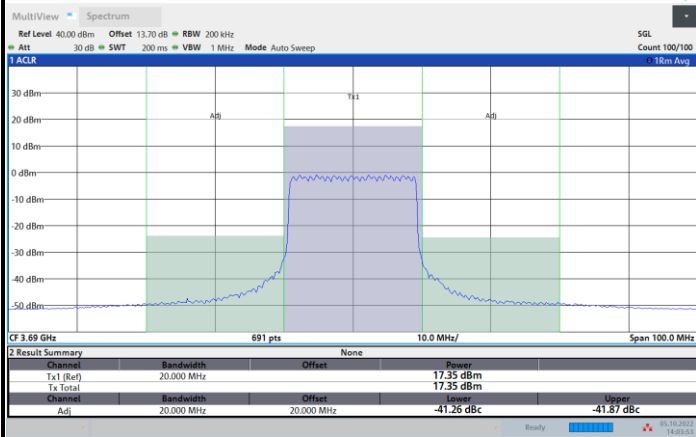 MultiView Spectrum
Ref Level 40.00 dBm Offset 13.70 dB RBW 200 kHz SGL
Att 30 dB SWT 200 ms VBW 1 MHz Mode Auto Sweep Count 100/100
1 ACLR 1Rm Avg
30 dBm
Tx1
20 dBm Adj Adj
10 dBm
0 dBm
-10 dBm
-20 dBm
-30 dBm
-40 dBm
-50 dBm
CF 3.69 GHz 691 pts 10.0 MHz/ Span 100.0 MHz
2 Result Summary None
Channel Bandwidth Offset Power
Tx1 (Ref) 20.000 MHz 17.35 dBm
Tx Total 17.35 dBm
Channel Bandwidth Offset Lower Upper
Adj 20.000 MHz 20.000 MHz -41.26 dBc -41.87 dBc
Ready 05.10.2022
14:03:53